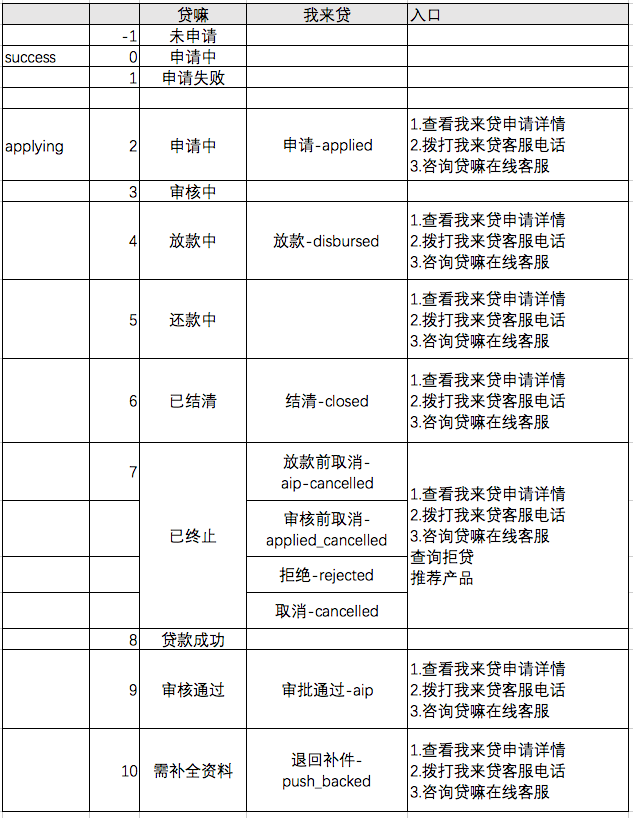 贷嘛 我来贷 入口
-1 未申请
success 0 申请中
1 申请失败
applying 2 申请中 申请-applied
1.查看我来贷申请详情
2.拨打我来贷客服电话
3.咨询贷嘛在线客服
3 审核中
4 放款中 放款-disbursed
1.查看我来贷申请详情
2.拨打我来贷客服电话
3.咨询贷嘛在线客服
5 还款中
1.查看我来贷申请详情
2.拨打我来贷客服电话
3.咨询贷嘛在线客服
6 已结清 结清-closed
1.查看我来贷申请详情
2.拨打我来贷客服电话
3.咨询贷嘛在线客服
7 已终止
放款前取消-
aip-cancelled
审核前取消-
applied_cancelled
拒绝-rejected
取消-cancelled
1.查看我来贷申请详情
2.拨打我来贷客服电话
3.咨询贷嘛在线客服
查询拒贷
推荐产品
8 贷款成功
9 审核通过 审批通过-aip
1.查看我来贷申请详情
2.拨打我来贷客服电话
3.咨询贷嘛在线客服
10 需补全资料
退回补件-
push_backed
1.查看我来贷申请详情
2.拨打我来贷客服电话
3.咨询贷嘛在线客服